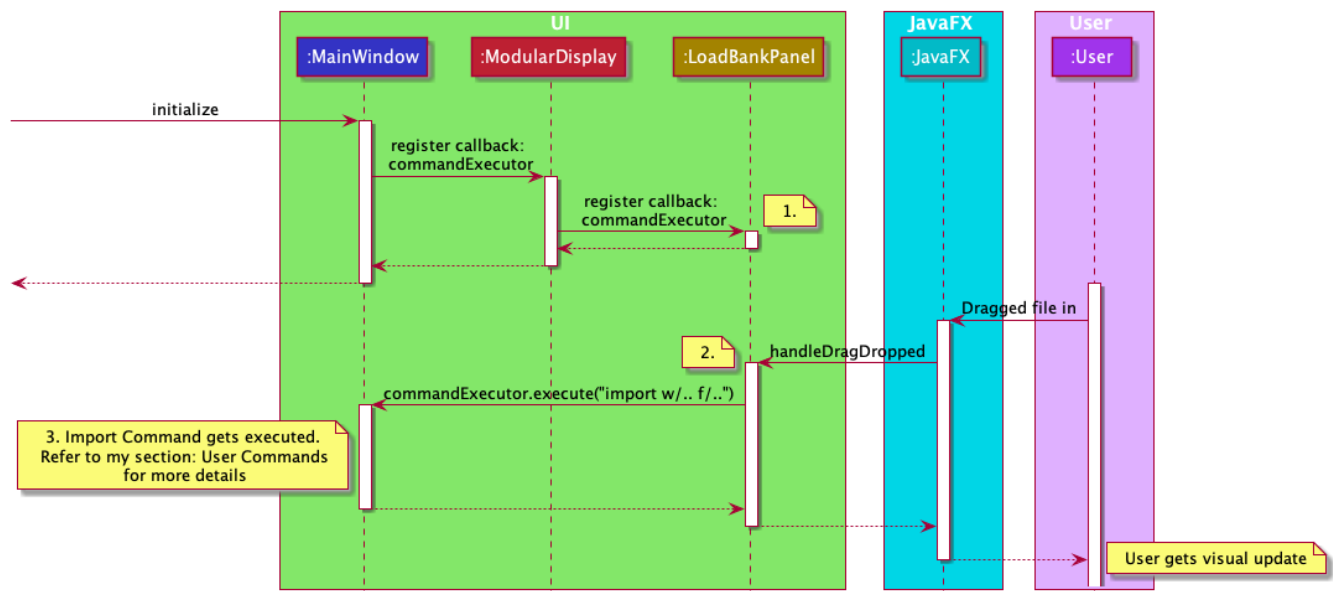 UI
JavaFX
User
:MainWindow
:ModularDisplay
:LoadBankPanel
:JavaFX
:User
initialize
register callback:
commandExecutor
register callback:
commandExecutor
1.
Dragged file in
2.
handleDragDropped
commandExecutor.execute("import w/.. f/..")
3. Import Command gets executed.
Refer to my section: User Commands
for more details
User gets visual update